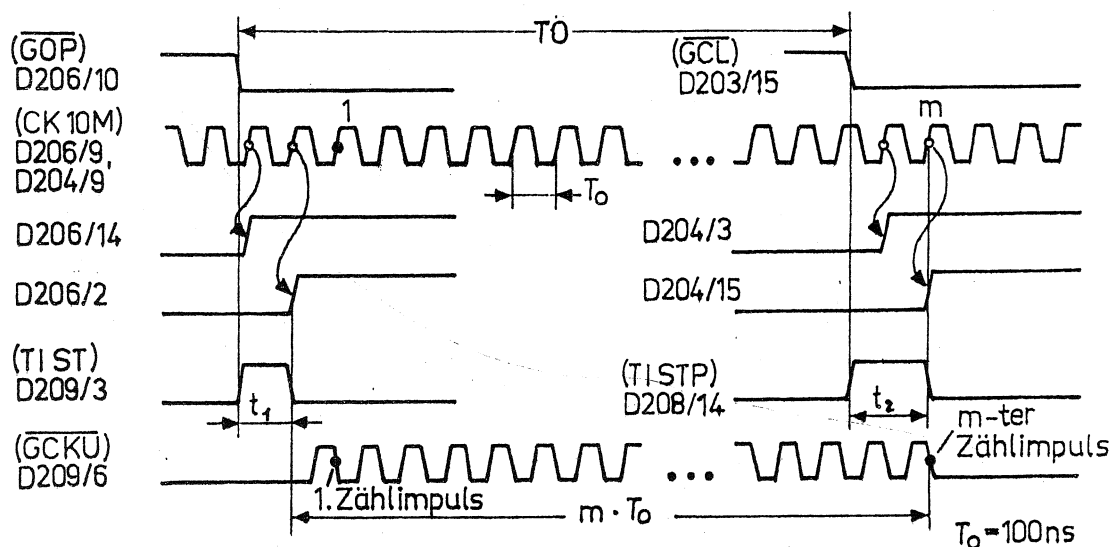 TO
(GOP)
D206/10
(GCL)
D203/15
(CK10M)
D206/9,
D204/9
1
m
T₀
D206/14
D204/3
D206/2
D204/15
(TIST)
D209/3
(TISTP)
D208/14
t₁
t₂
m-ter
Zählimpuls
(GCKU)
D209/6
1. Zählimpuls
m · T₀
T₀=100ns